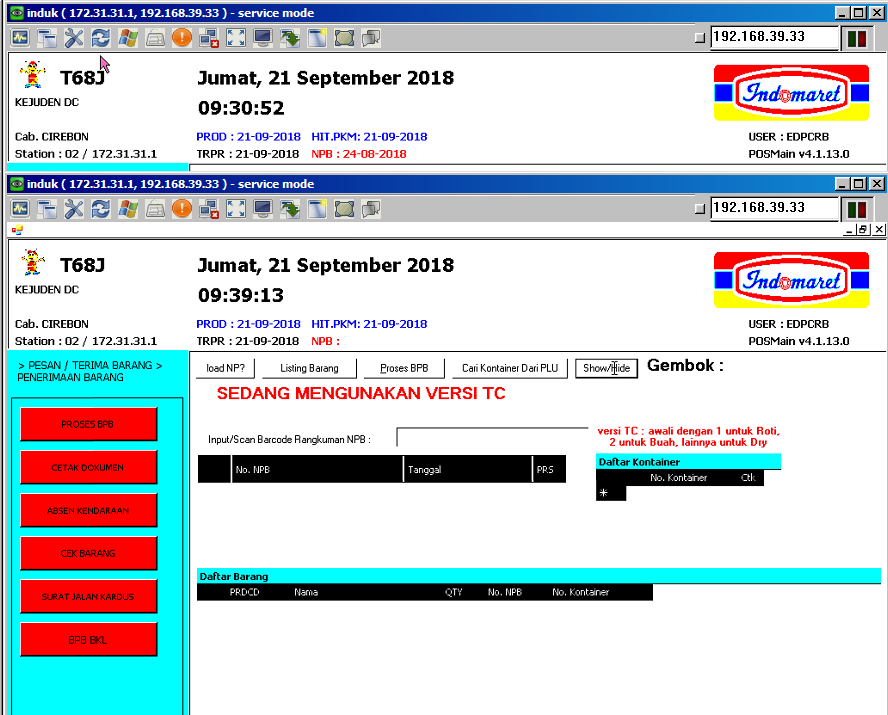 induk ( 172.31.31.1, 192.168.39.33 ) - service mode
192.168.39.33
T68J
Jumat, 21 September 2018
Indomaret
KEJUDEN DC
09:30:52
Cab. CIREBON
PROD : 21-09-2018 HIT.PKM: 21-09-2018
USER : EDPCRB
Station : 02 / 172.31.31.1
TRPR : 21-09-2018 NPB : 24-08-2018
POSMain v4.1.13.0
induk ( 172.31.31.1, 192.168.39.33 ) - service mode
192.168.39.33
T68J
Jumat, 21 September 2018
Indomaret
KEJUDEN DC
09:39:13
Cab. CIREBON
PROD : 21-09-2018 HIT.PKM: 21-09-2018
USER : EDPCRB
Station : 02 / 172.31.31.1
TRPR : 21-09-2018 NPB :
POSMain v4.1.13.0
> PESAN / TERIMA BARANG >
PENERIMAAN BARANG
load NP? Listing Barang Proses BPB Cari Kontainer Dari PLU Show/Hide Gembok :
SEDANG MENGUNAKAN VERSI TC
PROSES BPB
CETAK DOKUMEN
ABSEN KENDARAAN
CEK BARANG
SURAT JALAN KARDUS
BPB BKL
Input/Scan Barcode Rangkuman NPB :
versi TC : awali dengan 1 untuk Roti,
2 untuk Buah, lainnya untuk Dry
No. NPB Tanggal PRS
Daftar Kontainer
No. Kontainer Ctk
*
Daftar Barang
PRDCD Nama QTY No. NPB No. Kontainer